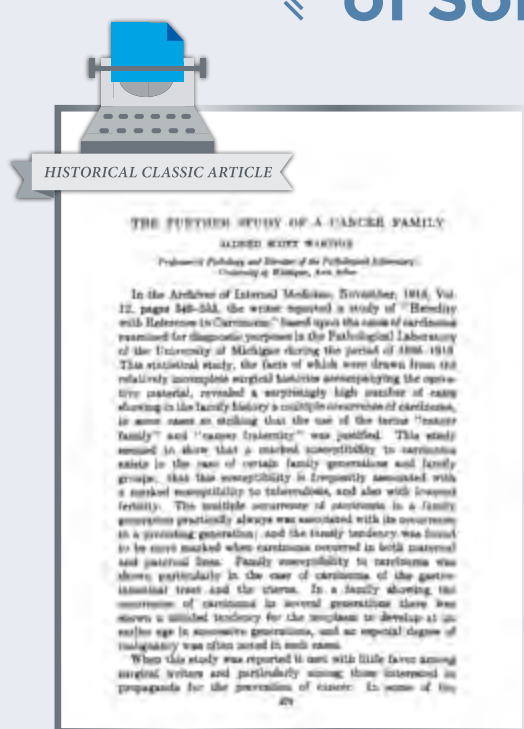 of So
HISTORICAL CLASSIC ARTICLE
THE FURTHER STUDY OF A CANCER FAMILY
ALDRED SCOTT WARTHIN
Professor of Pathology and Director of the Pathological Laboratory
University of Michigan, Ann Arbor
In the Archives of Internal Medicine, November, 1913, Vol.
12, pages 546-555, the writer reported a study of "Heredity
with Reference to Carcinoma" based upon the cases of carcinoma
examined for diagnostic purposes in the Pathological Laboratory
of the University of Michigan during the period of 1895-1913.
This statistical study, the facts of which were drawn from the
relatively incomplete surgical histories accompanying the opera-
tive material, revealed a surprisingly high number of cases
showing in the family history a multiple occurrence of carcinoma,
in some cases so striking that the use of the terms "cancer
family" and "cancer fraternity" was justified. This study
seemed to show that a marked susceptibility to carcinoma
exists in the case of certain family generations and family
groups; that this susceptibility is frequently associated with
a marked susceptibility to tuberculosis, and also with lowered
fertility. The multiple occurrence of carcinoma in a family
generation practically always was associated with its occurrence
in a preceding generation; and the family tendency was found
to be more marked when carcinoma occurred in both maternal
and paternal lines. Family susceptibility to carcinoma was
shown particularly in the case of carcinoma of the gastro-
intestinal tract and the uterus. In a family showing the
occurrence of carcinoma in several generations there was
shown a decided tendency for the neoplasm to develop at an
earlier age in successive generations, and an especial degree of
malignancy was often noted in such cases.
When this study was reported it met with little favor among
surgical writers and particularly among those interested in
propaganda for the prevention of cancer. In some of the